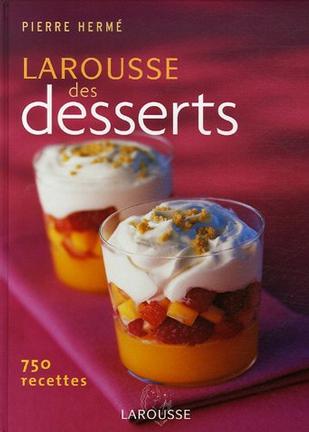 PIERRE HERMÉ
LAROUSSE
des
desserts
750
recettes
LAROUSSE